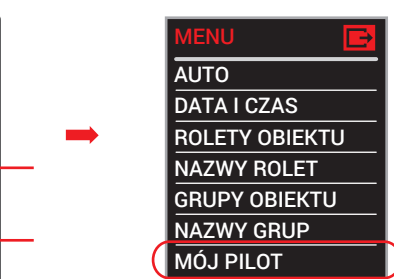 MENU
AUTO
DATA I CZAS
ROLETY OBIEKTU
NAZWY ROLET
GRUPY OBIEKTU
NAZWY GRUP
MÓJ PILOT